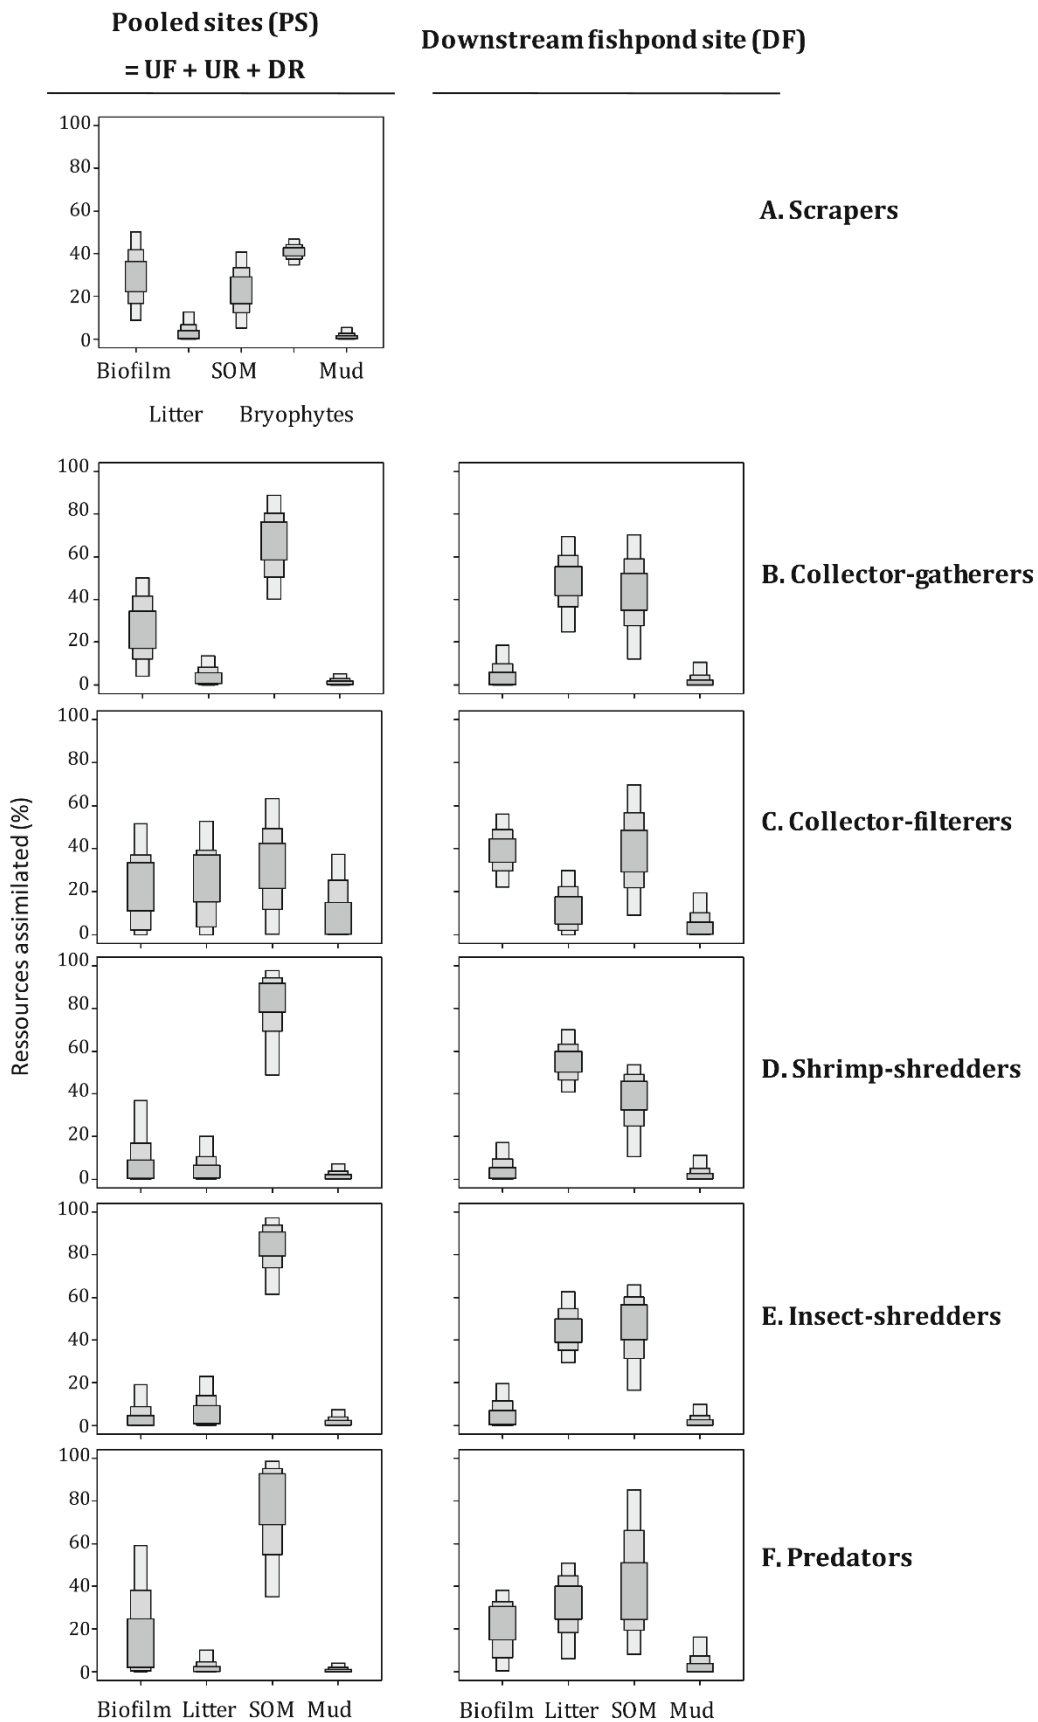 Pooled sites (PS)
= UF + UR + DR
Downstream fishpond site (DF)
100
80
60
40
20
0
Biofilm SOM Mud
Litter Bryophytes
A. Scrapers
Ressources assimilated (%)
100
80
60
40
20
0
B. Collector-gatherers
100
80
60
40
20
0
C. Collector-filterers
100
80
60
40
20
0
D. Shrimp-shredders
100
80
60
40
20
0
E. Insect-shredders
100
80
60
40
20
0
F. Predators
Biofilm Litter SOM Mud
Biofilm Litter SOM Mud